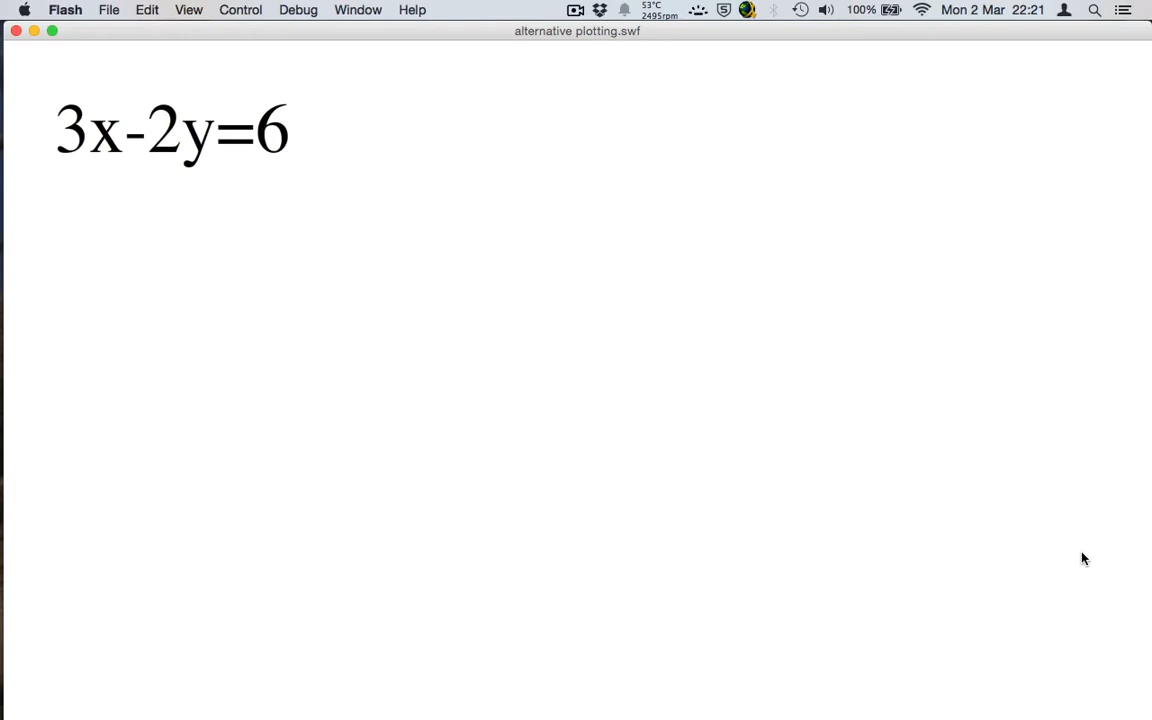 Flash File Edit View Control Debug Window Help 53°C 2495rpm 5 100% Mon 2 Mar 22:21
alternative plotting.swf
3x-2y=6